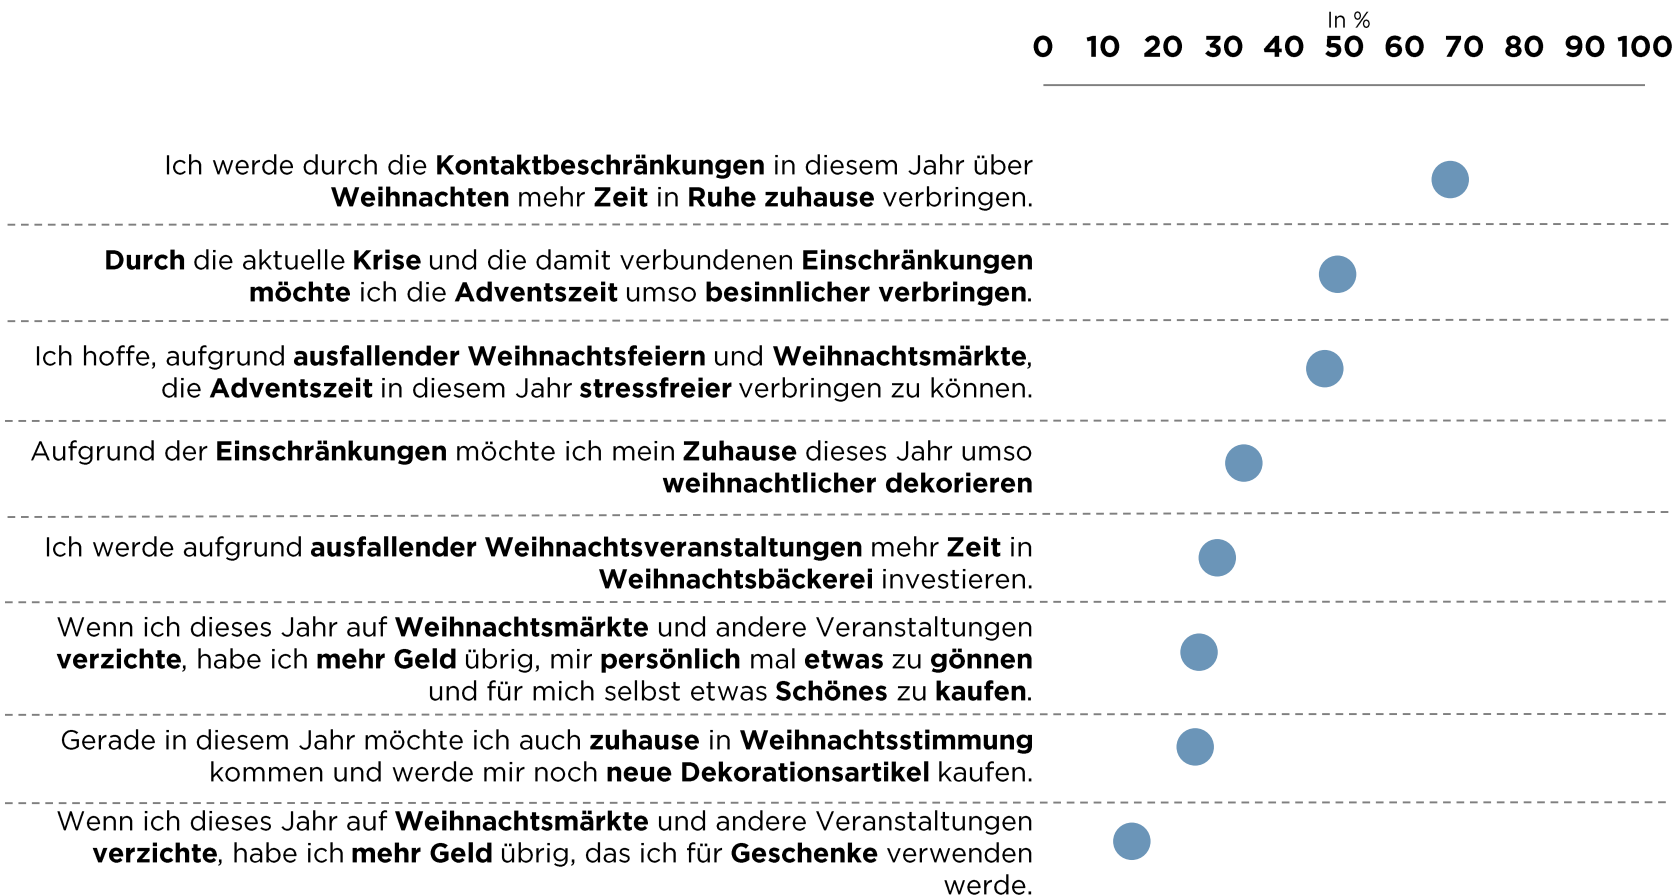 In %
0 10 20 30 40 50 60 70 80 90 100
Ich werde durch die Kontaktbeschränkungen in diesem Jahr über
Weihnachten mehr Zeit in Ruhe zuhause verbringen.
Durch die aktuelle Krise und die damit verbundenen Einschränkungen
möchte ich die Adventszeit umso besinnlicher verbringen.
Ich hoffe, aufgrund ausfallender Weihnachtsfeiern und Weihnachtsmärkte,
die Adventszeit in diesem Jahr stressfreier verbringen zu können.
Aufgrund der Einschränkungen möchte ich mein Zuhause dieses Jahr umso
weihnachtlicher dekorieren
Ich werde aufgrund ausfallender Weihnachtsveranstaltungen mehr Zeit in
Weihnachtsbäckerei investieren.
Wenn ich dieses Jahr auf Weihnachtsmärkte und andere Veranstaltungen
verzichte, habe ich mehr Geld übrig, mir persönlich mal etwas zu gönnen
und für mich selbst etwas Schönes zu kaufen.
Gerade in diesem Jahr möchte ich auch zuhause in Weihnachtsstimmung
kommen und werde mir noch neue Dekorationsartikel kaufen.
Wenn ich dieses Jahr auf Weihnachtsmärkte und andere Veranstaltungen
verzichte, habe ich mehr Geld übrig, das ich für Geschenke verwenden
werde.